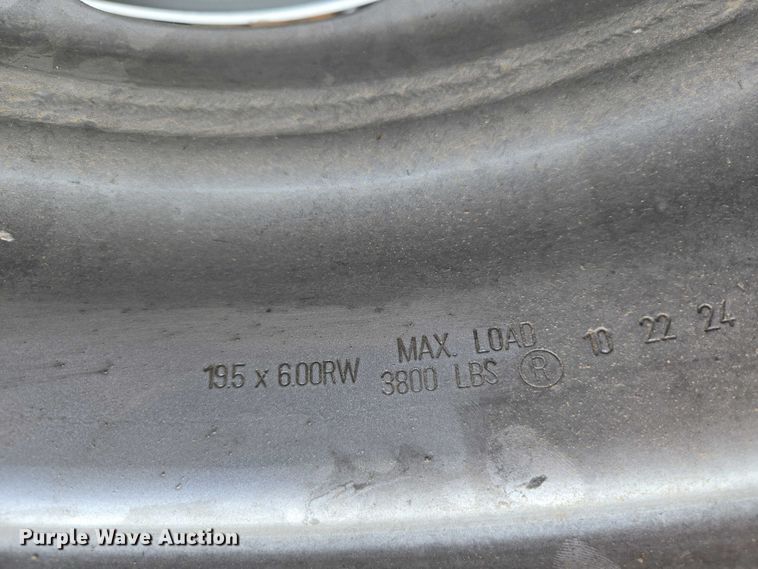 19.5 x 6.00RW MAX. LOAD
3800 LBS Ⓡ 10 22 24
Purple Wave Auction